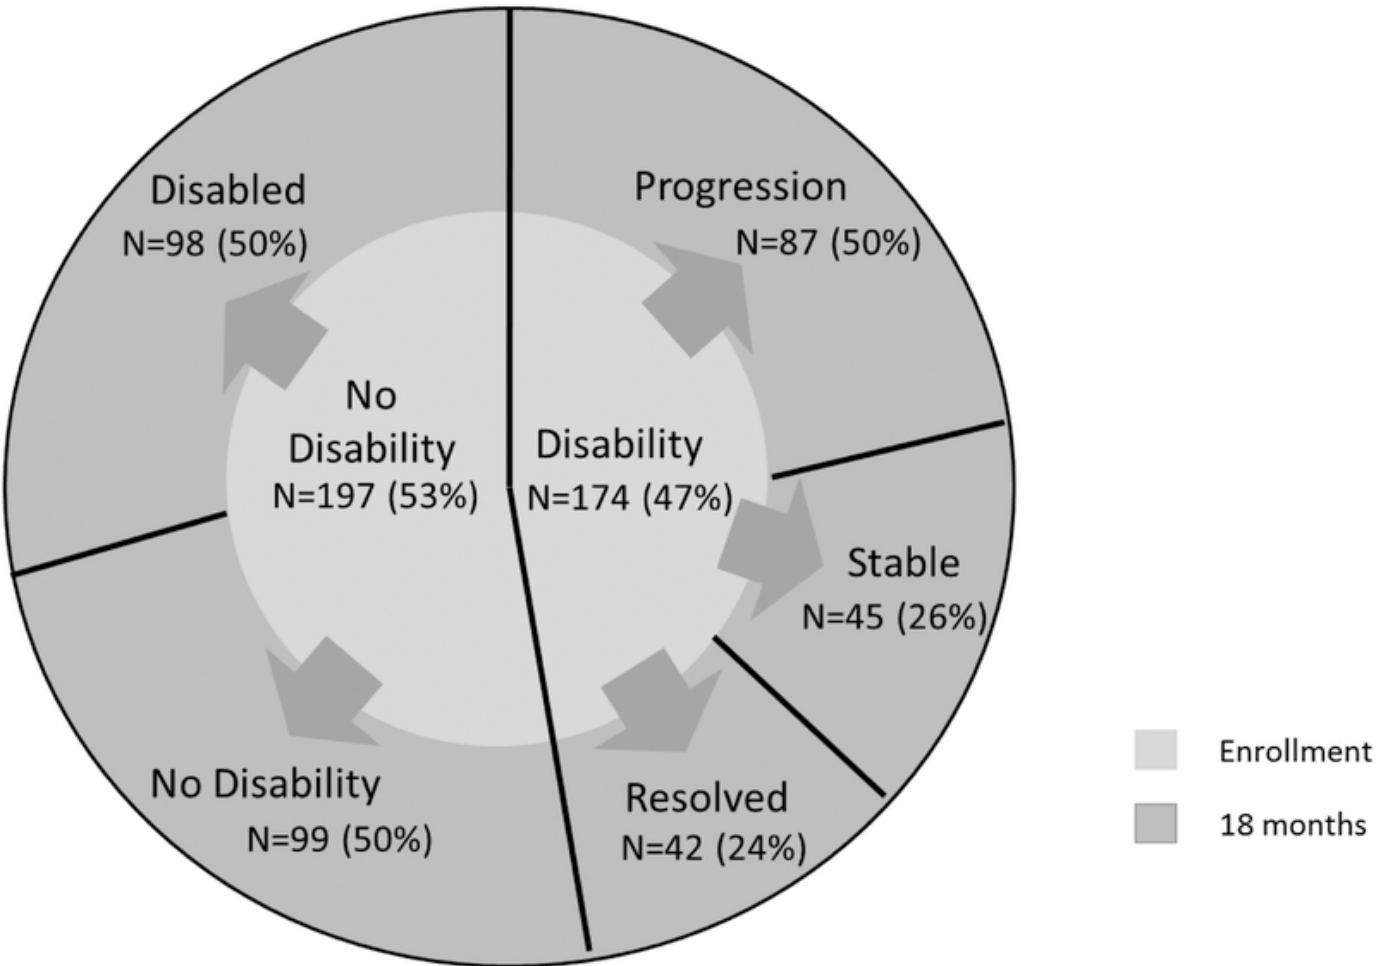 Disabled
N=98 (50%)
Progression
N=87 (50%)
No
Disability
N=197 (53%)
Disability
N=174 (47%)
Stable
N=45 (26%)
No Disability
N=99 (50%)
Resolved
N=42 (24%)
Enrollment
18 months